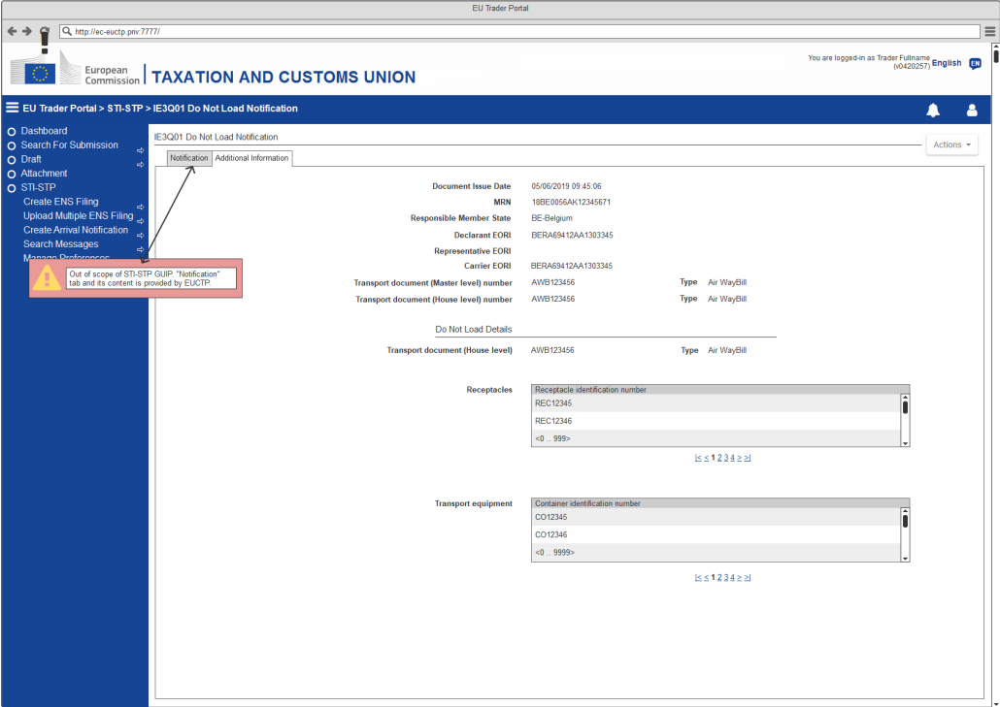 EU Trader Portal
http://ec-euctp.priv:7777/
European
Commission
TAXATION AND CUSTOMS UNION
You are logged-in as Trader Fullname
(v0420257)
English EN
EU Trader Portal > STI-STP > IE3Q01 Do Not Load Notification
Dashboard
Search For Submission
Draft
Attachment
STI-STP
Create ENS Filing
Upload Multiple ENS Filing
Create Arrival Notification
Search Messages
Manage Preferences
Out of scope of STI-STP GUIP. "Notification"
tab and its content is provided by EUCTP.
IE3Q01 Do Not Load Notification
Actions
Notification Additional Information
Document Issue Date 05/06/2019 09:45:06
MRN 18BE0056AK12345671
Responsible Member State BE-Belgium
Declarant EORI BERA69412AA1303345
Representative EORI
Carrier EORI BERA69412AA1303345
Transport document (Master level) number AWB123456 Type Air WayBill
Transport document (House level) number AWB123456 Type Air WayBill
Do Not Load Details
Transport document (House level) AWB123456 Type Air WayBill
Receptacles Receptacle identification number
REC12345
REC12346
<0 .. 999>
|< < 1 2 3 4 > >|
Transport equipment Container identification number
CO12345
CO12346
<0 .. 9999>
|< < 1 2 3 4 > >|